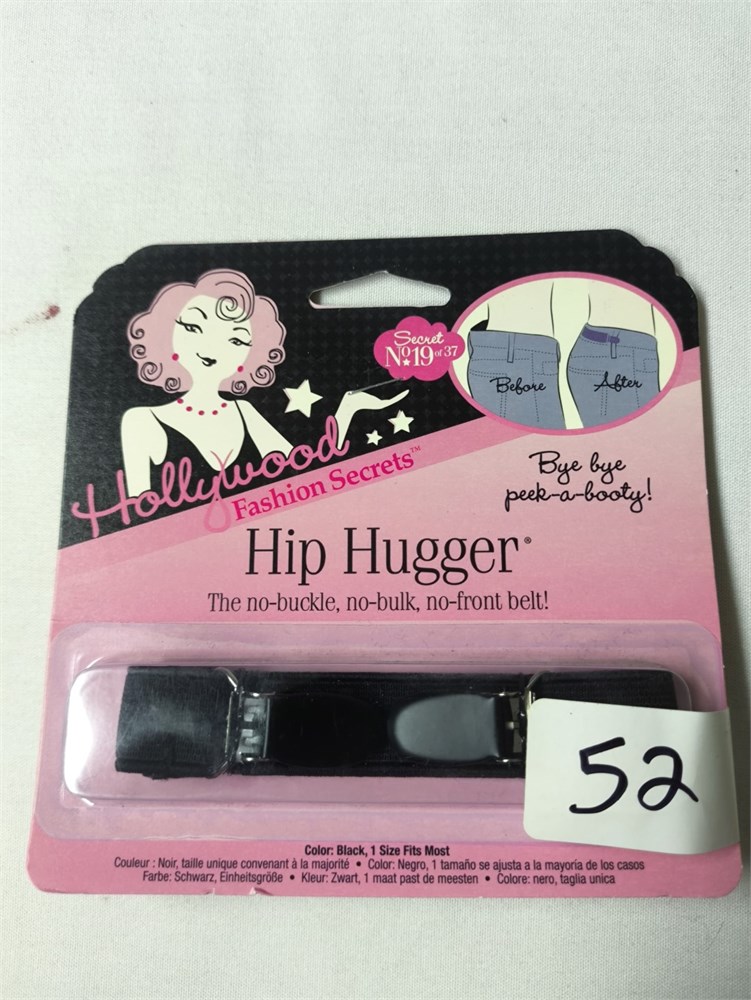 Secret
No. 19 of 37
Before
After
Hollywood
Fashion Secrets™
Bye bye
peek-a-booty!
Hip Hugger®
The no-buckle, no-bulk, no-front belt!
52
Color: Black, 1 Size Fits Most
Couleur : Noir, taille unique convenant à la majorité • Color: Negro, 1 tamaño se ajusta a la mayoría de los casos
Farbe: Schwarz, Einheitsgröße • Kleur: Zwart, 1 maat past de meesten • Colore: nero, taglia unica